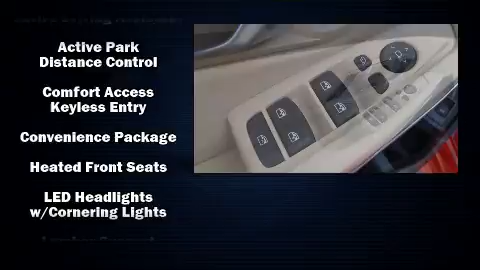 Active Park
Distance Control
Comfort Access
Keyless Entry
Convenience Package
Heated Front Seats
LED Headlights
w/Cornering Lights